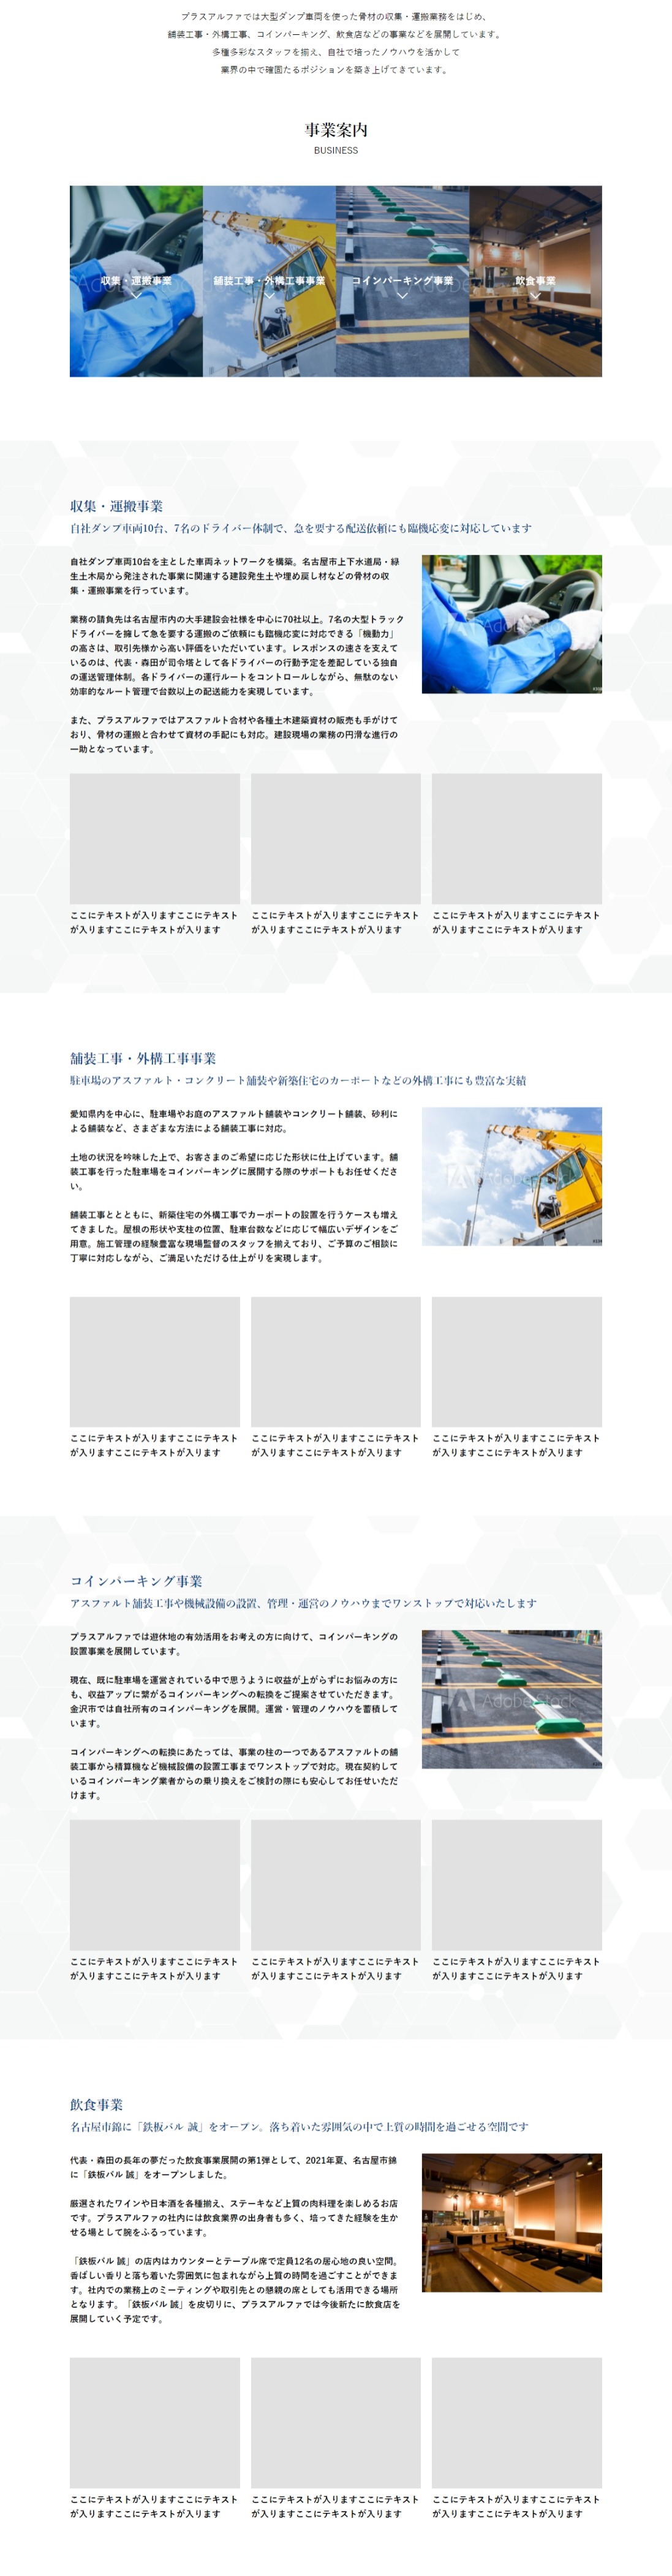 プラスアルファでは大型ダンプ車両を使った骨材の収集・運搬業務をはじめ、
舗装工事・外構工事、コインパーキング、飲食店などの事業などを展開しています。
多種多彩なスタッフを揃え、自社で培ったノウハウを活かして
業界の中で確固たるポジションを築き上げてきています。
事業案内
BUSINESS
収集・運搬事業
舗装工事・外構工事事業
コインパーキング事業
飲食事業
収集・運搬事業
自社ダンプ車両10台、7名のドライバー体制で、急を要する配送依頼にも臨機応変に対応しています
自社ダンプ車両10台を主とした車両ネットワークを構築。名古屋市上下水道局・緑
生土木局から発注された事業に関連する建設発生土や埋め戻し材などの骨材の収
集・運搬事業を行っています。
業務の請負先は名古屋市内の大手建設会社様を中心に70社以上。7名の大型トラック
ドライバーを擁して急を要する運搬のご依頼にも臨機応変に対応できる「機動力」
の高さは、取引先様から高い評価をいただいています。レスポンスの速さを支えて
いるのは、代表・森田が司令塔として各ドライバーの行動予定を差配している独自
の運送管理体制。各ドライバーの運行ルートをコントロールしながら、無駄のない
効率的なルート管理で台数以上の配送能力を実現しています。
また、プラスアルファではアスファルト合材や各種土木建築資材の販売も手がけて
おり、骨材の運搬と合わせて資材の手配にも対応。建設現場の業務の円滑な進行の
一助となっています。
ここにテキストが入りますここにテキスト
が入りますここにテキストが入ります
ここにテキストが入りますここにテキスト
が入りますここにテキストが入ります
ここにテキストが入りますここにテキスト
が入りますここにテキストが入ります
舗装工事・外構工事事業
駐車場のアスファルト・コンクリート舗装や新築住宅のカーポートなどの外構工事にも豊富な実績
愛知県内を中心に、駐車場やお庭のアスファルト舗装やコンクリート舗装、砂利に
よる舗装など、さまざまな方法による舗装工事に対応。
土地の状況を吟味した上で、お客さまのご希望に応じた形状に仕上げています。舗
装工事を行った駐車場をコインパーキングに展開する際のサポートもお任せくださ
い。
舗装工事ととともに、新築住宅の外構工事でカーポートの設置を行うケースも増え
てきました。屋根の形状や支柱の位置、駐車台数などに応じて幅広いデザインをご
用意。施工管理の経験豊富な現場監督のスタッフを揃えており、ご予算のご相談に
丁寧に対応しながら、ご満足いただける仕上がりを実現します。
Adobe Stock
ここにテキストが入りますここにテキスト
が入りますここにテキストが入ります
ここにテキストが入りますここにテキスト
が入りますここにテキストが入ります
ここにテキストが入りますここにテキスト
が入りますここにテキストが入ります
コインパーキング事業
アスファルト舗装工事や機械設備の設置、管理・運営のノウハウまでワンストップで対応いたします
プラスアルファでは遊休地の有効活用をお考えの方に向けて、コインパーキングの
設置事業を展開しています。
現在、既に駐車場を運営されている中で思うように収益が上がらずにお悩みの方に
も、収益アップに繋がるコインパーキングへの転換をご提案させていただきます。
金沢市では自社所有のコインパーキングを展開。運営・管理のノウハウを蓄積して
います。
コインパーキングへの転換にあたっては、事業の柱の一つであるアスファルトの舗
装工事から精算機など機械設備の設置工事までワンストップで対応。現在契約して
いるコインパーキング業者からの乗り換えをご検討の際にも安心してお任せいただ
けます。
Adobe Stock
ここにテキストが入りますここにテキスト
が入りますここにテキストが入ります
ここにテキストが入りますここにテキスト
が入りますここにテキストが入ります
ここにテキストが入りますここにテキスト
が入りますここにテキストが入ります
飲食事業
名古屋市錦に「鉄板バル 誠」をオープン。落ち着いた雰囲気の中で上質の時間を過ごせる空間です
代表・森田の長年の夢だった飲食事業展開の第1弾として、2021年夏、名古屋市錦
に「鉄板バル 誠」をオープンしました。
厳選されたワインや日本酒を各種揃え、ステーキなど上質の肉料理を楽しめるお店
です。プラスアルファの社内には飲食業界の出身者も多く、培ってきた経験を生か
せる場として腕をふるっています。
「鉄板バル 誠」の店内はカウンターとテーブル席で定員12名の居心地の良い空間。
香ばしい香りと落ち着いた雰囲気に包まれながら上質の時間を過ごすことができま
す。社内での業務上のミーティングや取引先との懇親の席としても活用できる場所
となります。「鉄板バル 誠」を皮切りに、プラスアルファでは今後新たに飲食店を
展開していく予定です。
ここにテキストが入りますここにテキスト
が入りますここにテキストが入ります
ここにテキストが入りますここにテキスト
が入りますここにテキストが入ります
ここにテキストが入りますここにテキスト
が入りますここにテキストが入ります